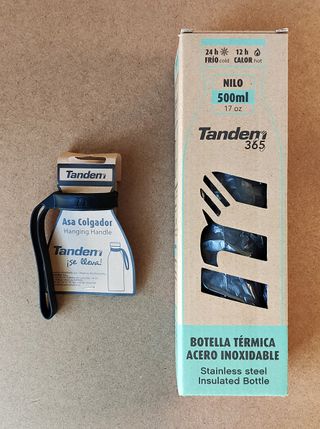 Tandem
Asa Colgador
Hanging Handle
Tandem
¡se lleva!
24 h 12 h
FRÍO cold CALOR hot
NILO
500ml
17 oz
Tandem
365
BOTELLA TÉRMICA
ACERO INOXIDABLE
Stainless steel
Insulated Bottle